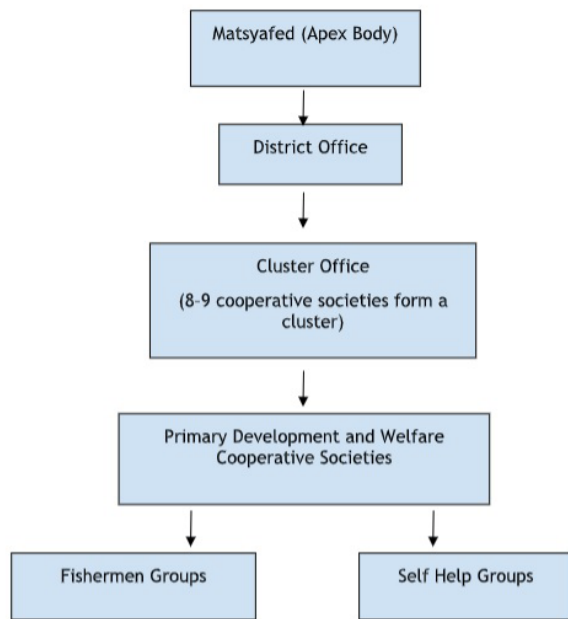 Matsyafed (Apex Body)
District Office
Cluster Office
(8-9 cooperative societies form a
cluster)
Primary Development and Welfare
Cooperative Societies
Fishermen Groups
Self Help Groups